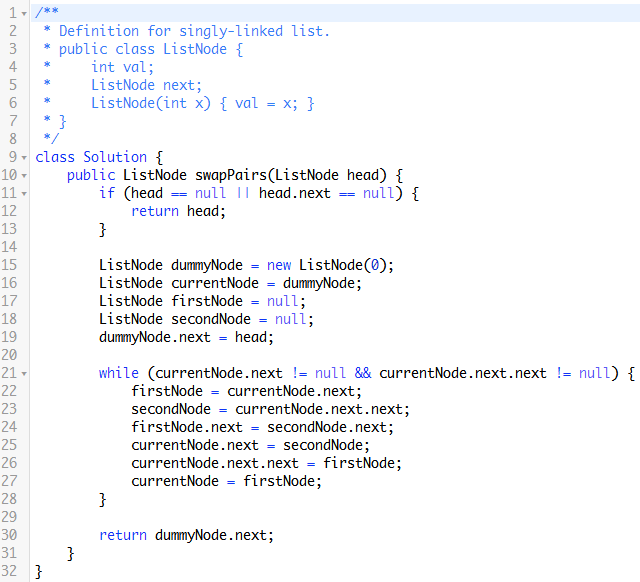 1 /**
2  * Definition for singly-linked list.
3  * public class ListNode {
4  *     int val;
5  *     ListNode next;
6  *     ListNode(int x) { val = x; }
7  * }
8  */
9 class Solution {
10     public ListNode swapPairs(ListNode head) {
11         if (head == null || head.next == null) {
12             return head;
13         }
14
15         ListNode dummyNode = new ListNode(0);
16         ListNode currentNode = dummyNode;
17         ListNode firstNode = null;
18         ListNode secondNode = null;
19         dummyNode.next = head;
20
21         while (currentNode.next != null && currentNode.next.next != null) {
22             firstNode = currentNode.next;
23             secondNode = currentNode.next.next;
24             firstNode.next = secondNode.next;
25             currentNode.next = secondNode;
26             currentNode.next.next = firstNode;
27             currentNode = firstNode;
28         }
29
30         return dummyNode.next;
31     }
32 }